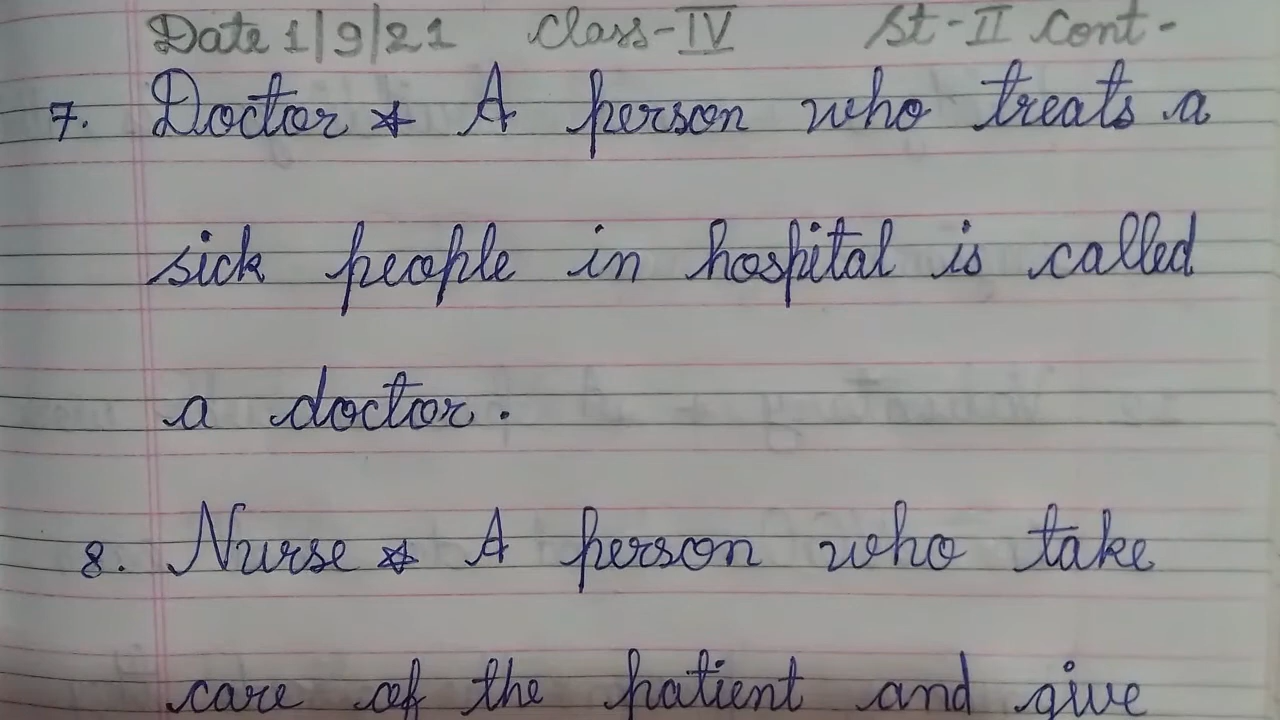 Date 1/9/21 Class-IV St-II Cont-
7. Doctor * A person who treats a
sick people in hospital is called
a doctor.
8. Nurse * A person who take
care of the patient and give